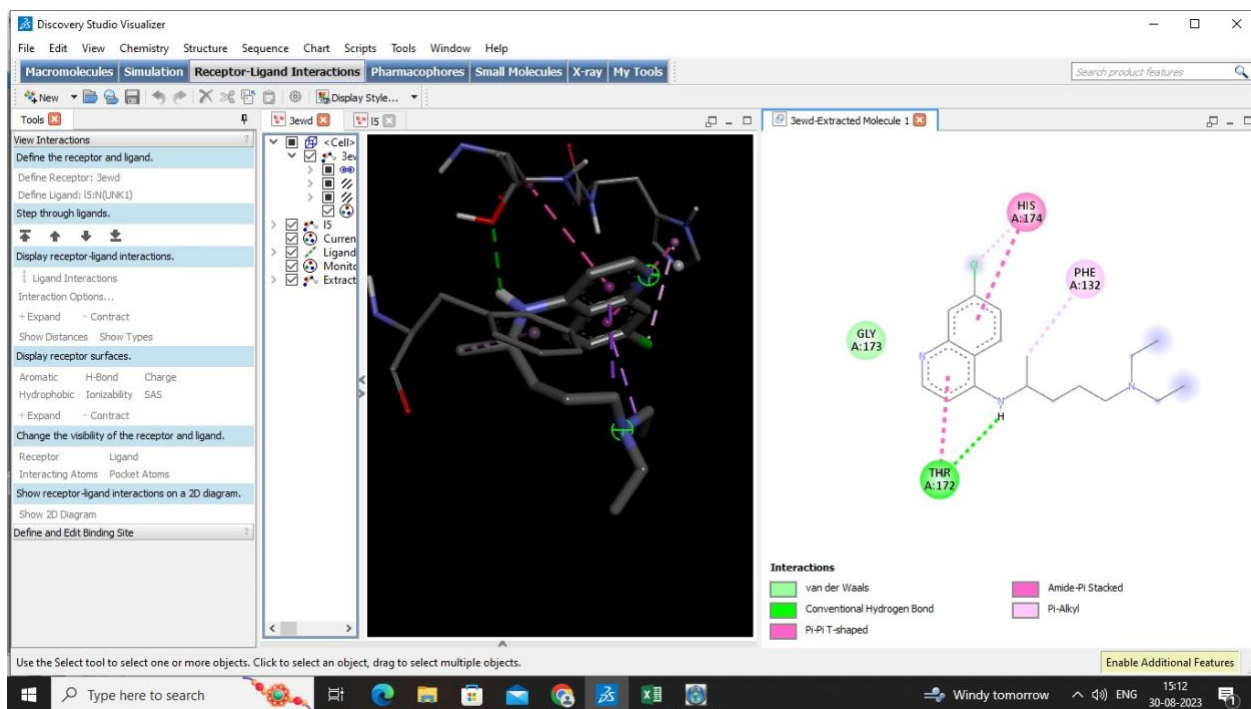 Discovery Studio Visualizer
File Edit View Chemistry Structure Sequence Chart Scripts Tools Window Help
Macromolecules Simulation Receptor-Ligand Interactions Pharmacophores Small Molecules X-ray My Tools
Search product features
New Display Style...
Tools
3ewd
I5
3ewd-Extracted Molecule 1
View Interactions ?
Define the receptor and ligand.
Define Receptor: 3ewd
Define Ligand: I5:N(UNK1)
Step through ligands.
Display receptor-ligand interactions.
Ligand Interactions
Interaction Options...
+ Expand - Contract
Show Distances Show Types
Display receptor surfaces.
Aromatic H-Bond Charge
Hydrophobic Ionizability SAS
+ Expand - Contract
Change the visibility of the receptor and ligand.
Receptor Ligand
Interacting Atoms Pocket Atoms
Show receptor-ligand interactions on a 2D diagram.
Show 2D Diagram
Define and Edit Binding Site ?
<Cell>
3ew
I5
Curren
Ligand
Monito
Extract
HIS
A:174
PHE
A:132
GLY
A:173
N
N
N
H
THR
A:172
Interactions
van der Waals
Conventional Hydrogen Bond
Pi-Pi T-shaped
Amide-Pi Stacked
Pi-Alkyl
Use the Select tool to select one or more objects. Click to select an object, drag to select multiple objects.
Enable Additional Features
Type here to search
Windy tomorrow
ENG
15:12
30-08-2023
1